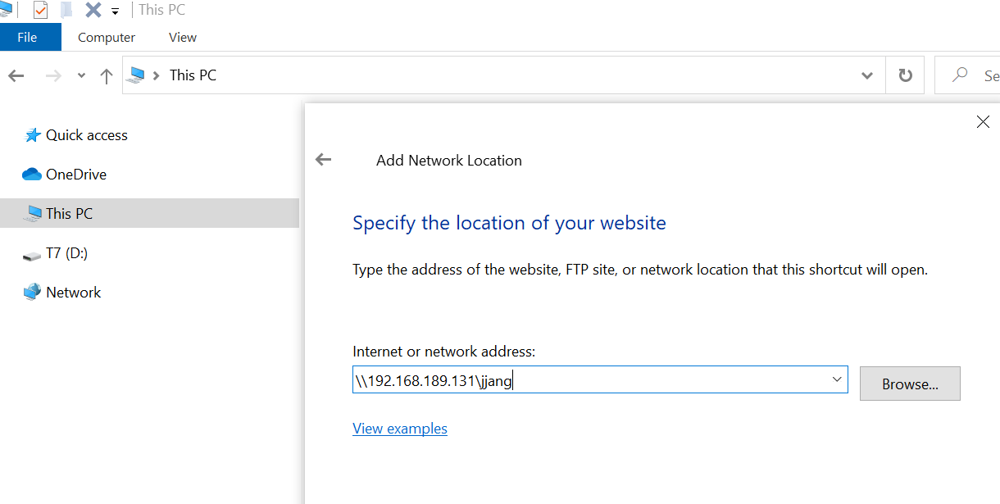 This PC
File Computer View
This PC
Se
Quick access
OneDrive
This PC
T7 (D:)
Network
Add Network Location
Specify the location of your website
Type the address of the website, FTP site, or network location that this shortcut will open.
Internet or network address:
\\192.168.189.131\jjang
Browse...
View examples